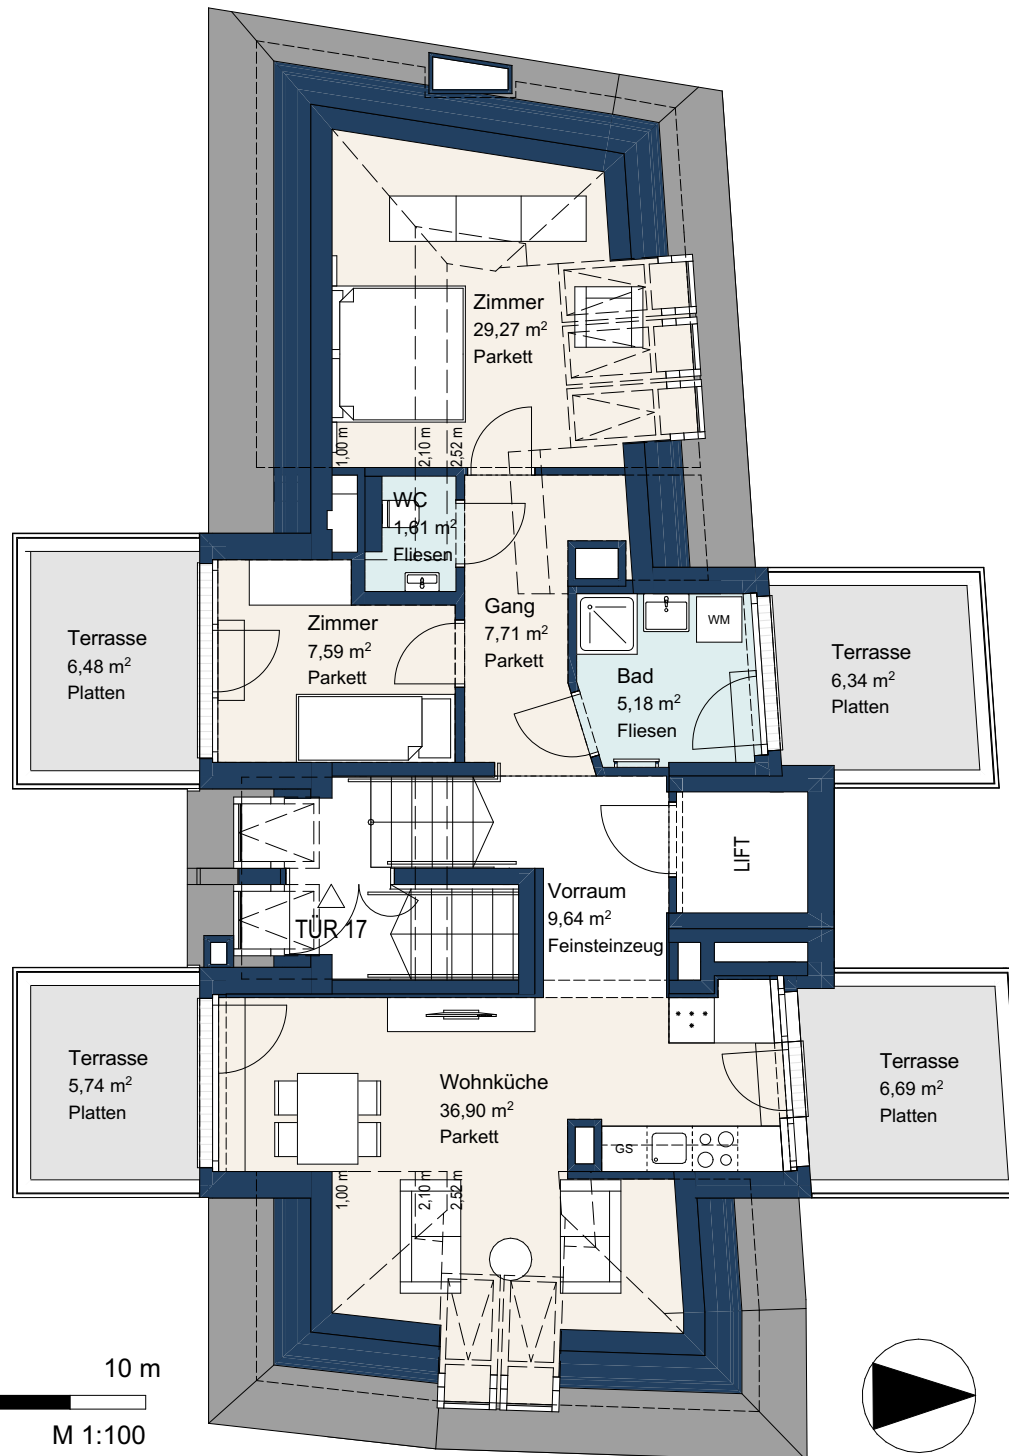 Zimmer
29,27 m²
Parkett
1,00 m
2,10 m
2,52 m
WC
1,61 m²
Fliesen
Gang
7,71 m²
Parkett
Zimmer
7,59 m²
Parkett
Terrasse
6,48 m²
Platten
WM
Bad
5,18 m²
Fliesen
Terrasse
6,34 m²
Platten
LIFT
Vorraum
9,64 m²
Feinsteinzeug
TÜR 17
Terrasse
5,74 m²
Platten
Wohnküche
36,90 m²
Parkett
GS
Terrasse
6,69 m²
Platten
1,00 m
2,10 m
2,52 m
10 m
M 1:100